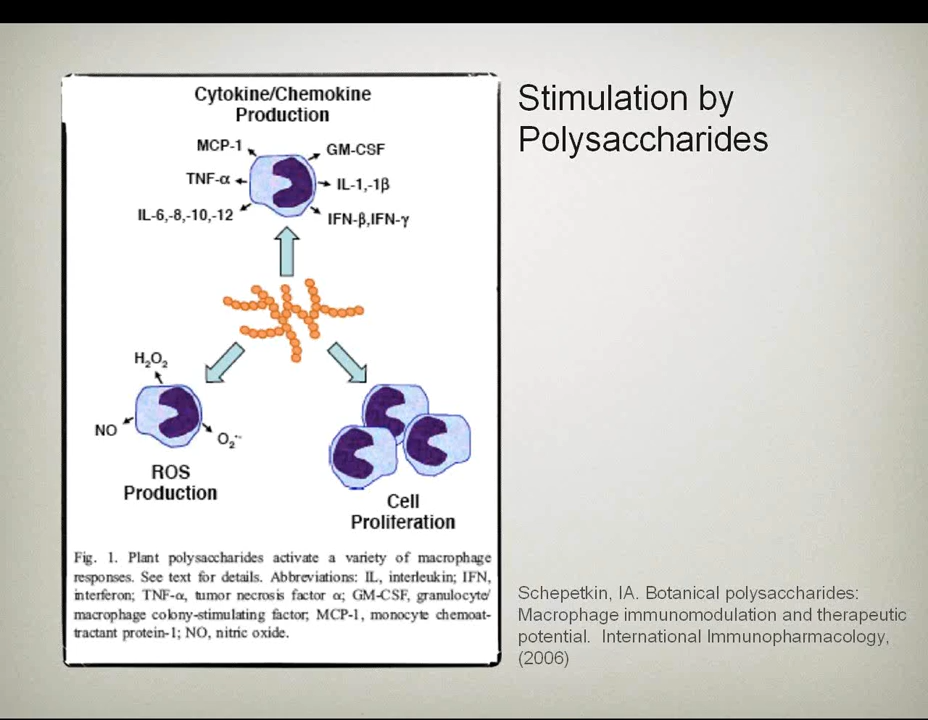 Stimulation by
Polysaccharides
Cytokine/Chemokine
Production
MCP-1
GM-CSF
TNF-α
IL-1,-1β
IL-6,-8,-10,-12
IFN-β,IFN-γ
H₂O₂
NO
O₂·⁻
ROS
Production
Cell
Proliferation
Fig. 1. Plant polysaccharides activate a variety of macrophage
responses. See text for details. Abbreviations: IL, interleukin; IFN,
interferon; TNF-α, tumor necrosis factor α; GM-CSF, granulocyte/
macrophage colony-stimulating factor; MCP-1, monocyte chemoat-
tractant protein-1; NO, nitric oxide.
Schepetkin, IA. Botanical polysaccharides:
Macrophage immunomodulation and therapeutic
potential. International Immunopharmacology,
(2006)